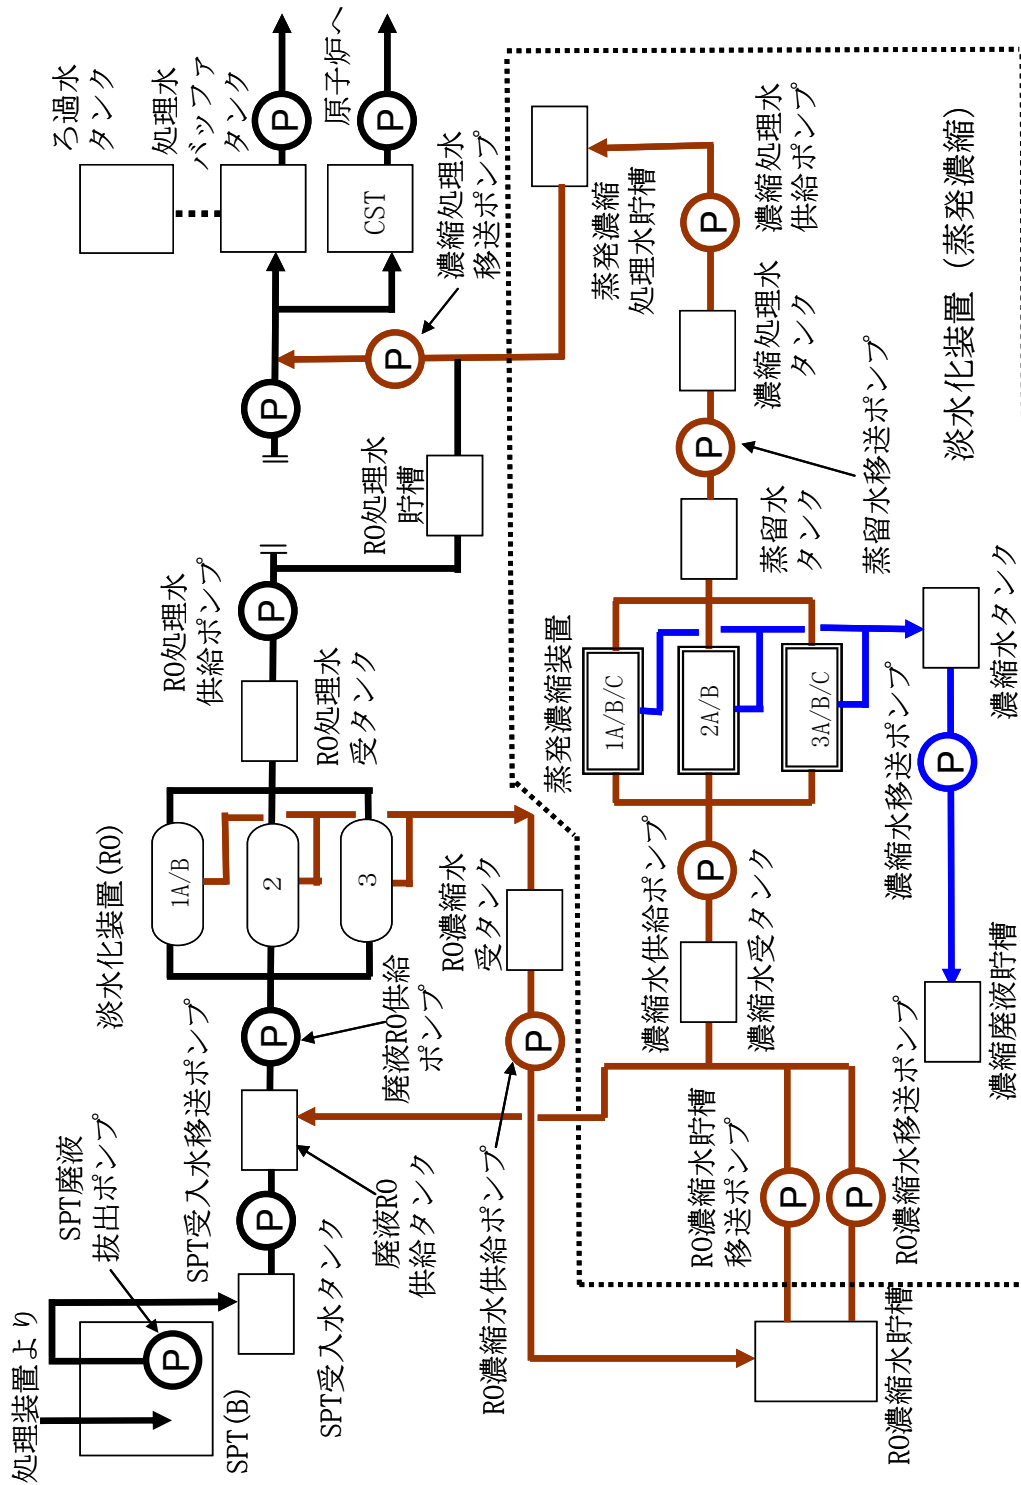 処理装置より
SPT廃液
抜出ポンプ
P
SPT(B)
SPT受入水移送ポンプ
P
SPT受入水タンク
廃液RO
供給タンク
P
廃液RO供給
ポンプ
淡水化装置(RO)
1A/B
2
3
RO処理水
受タンク
RO処理水
供給ポンプ
P
RO処理水
貯槽
P
濃縮処理水
移送ポンプ
P
ろ過水
タンク
処理水
バッファ
タンク
P
CST
P
原子炉へ
RO濃縮水
受タンク
RO濃縮水供給ポンプ
P
RO濃縮水貯槽
RO濃縮水貯槽
移送ポンプ
P
RO濃縮水移送ポンプ
P
濃縮水受タンク
濃縮水供給ポンプ
P
蒸発濃縮装置
1A/B/C
2A/B
3A/B/C
蒸留水
タンク
蒸留水移送ポンプ
P
濃縮処理水
タンク
濃縮処理水
供給ポンプ
P
蒸発濃縮
処理水貯槽
濃縮水タンク
濃縮水移送ポンプ
P
濃縮廃液貯槽
淡水化装置(蒸発濃縮)